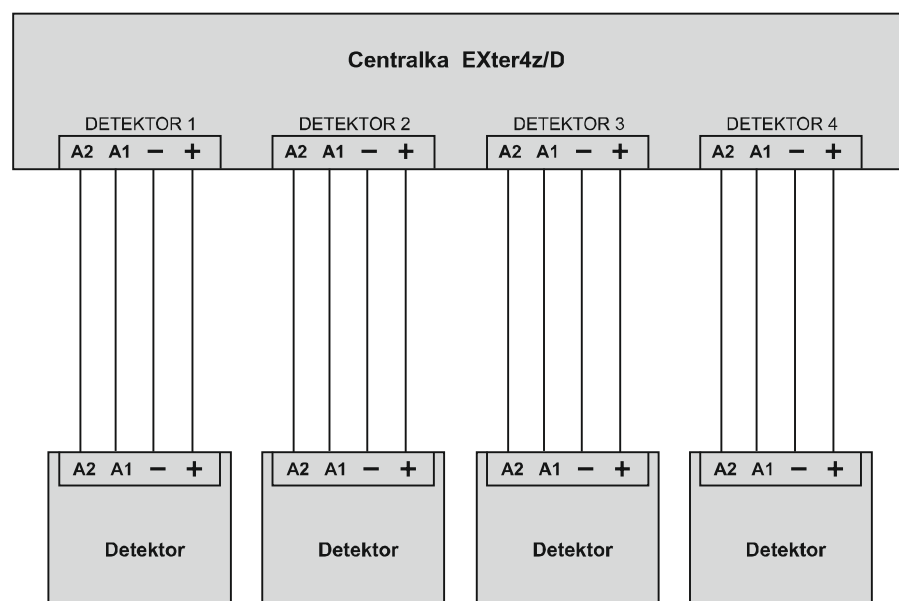 Centralka EXter4z/D
DETEKTOR 1 DETEKTOR 2 DETEKTOR 3 DETEKTOR 4
A2 A1 − + A2 A1 − + A2 A1 − + A2 A1 − +
A2 A1 − + A2 A1 − + A2 A1 − + A2 A1 − +
Detektor Detektor Detektor Detektor